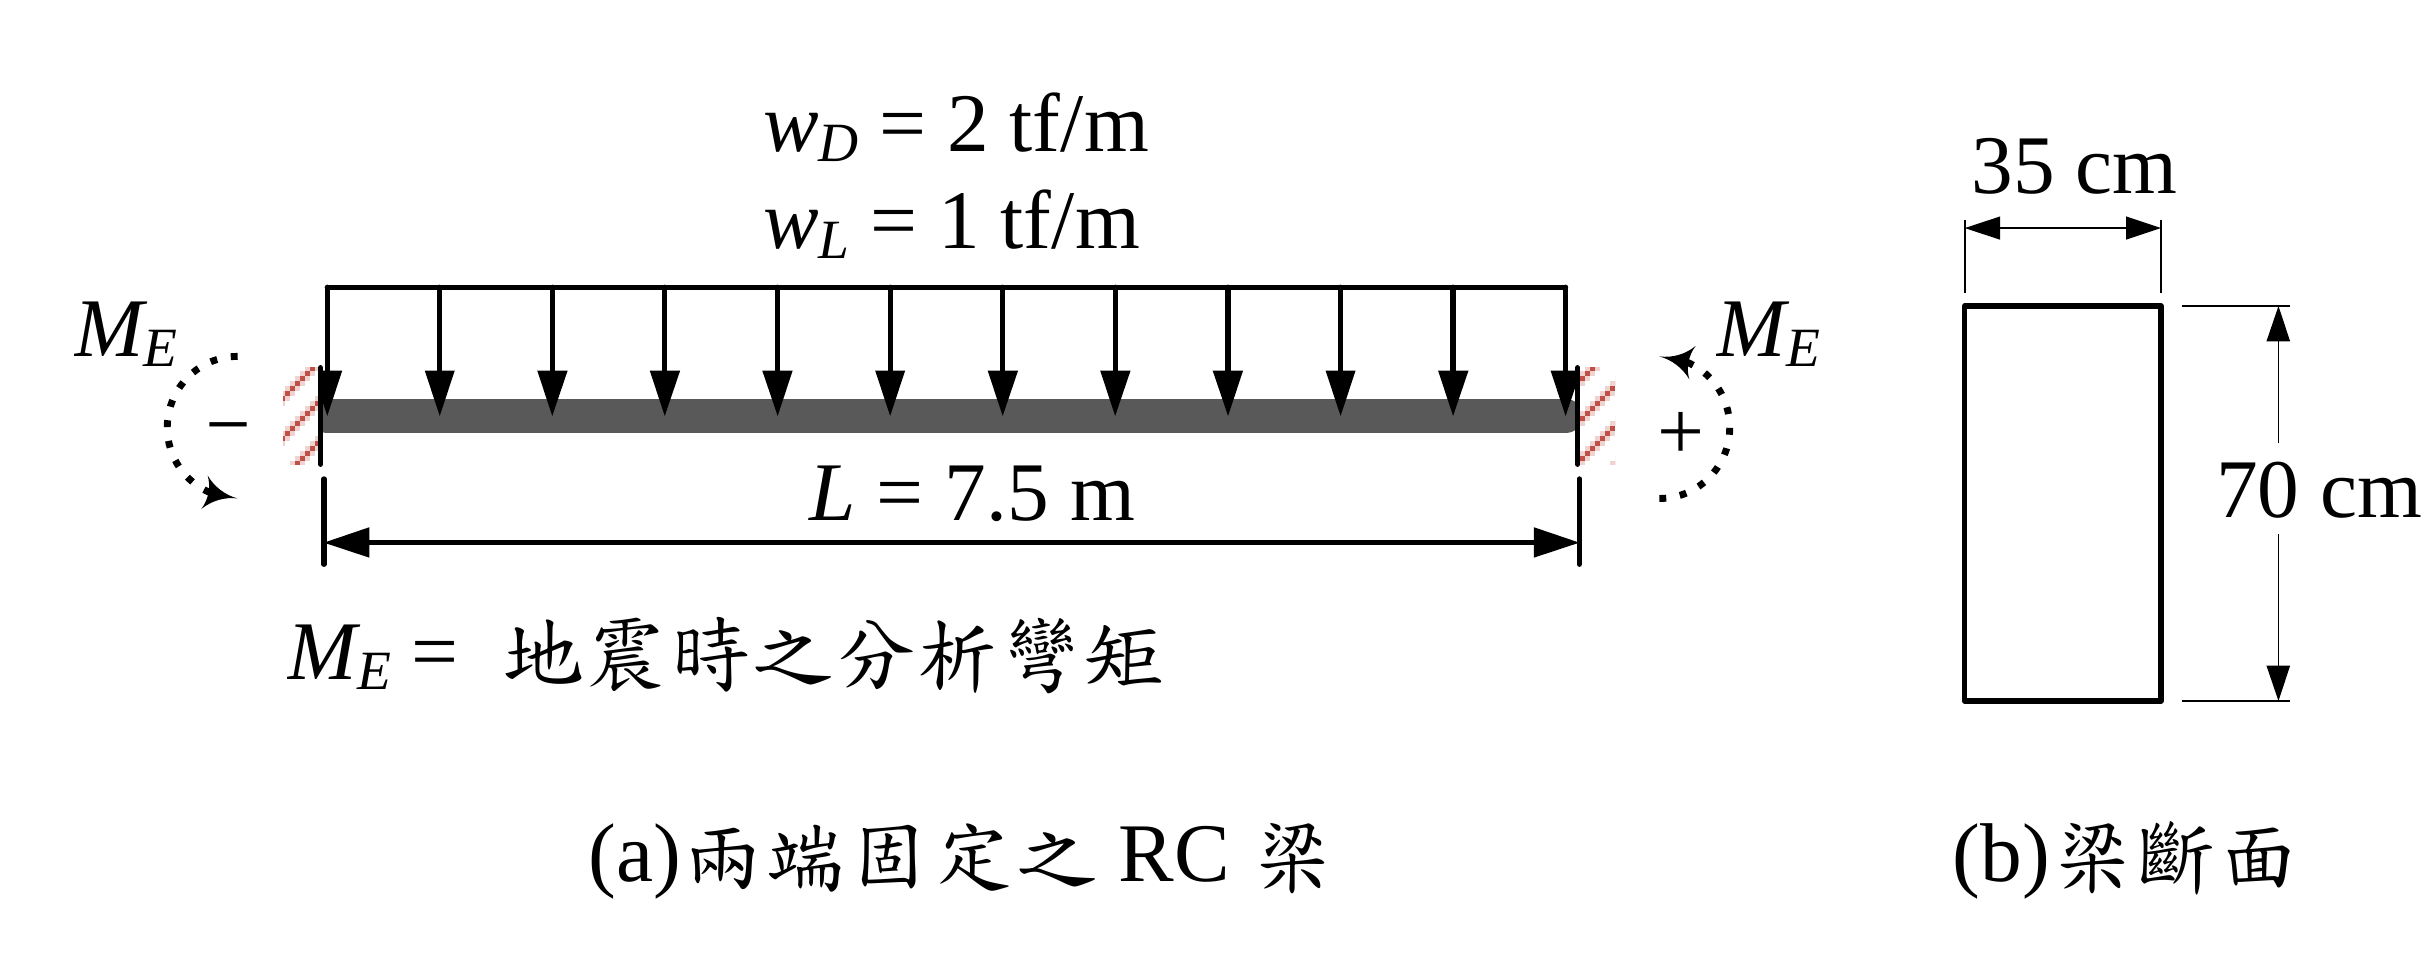 w_D = 2 tf/m
w_L = 1 tf/m
35 cm
M_E
−
M_E
+
L = 7.5 m
70 cm
M_E = 地震時之分析彎矩
(a)兩端固定之 RC 梁
(b)梁斷面